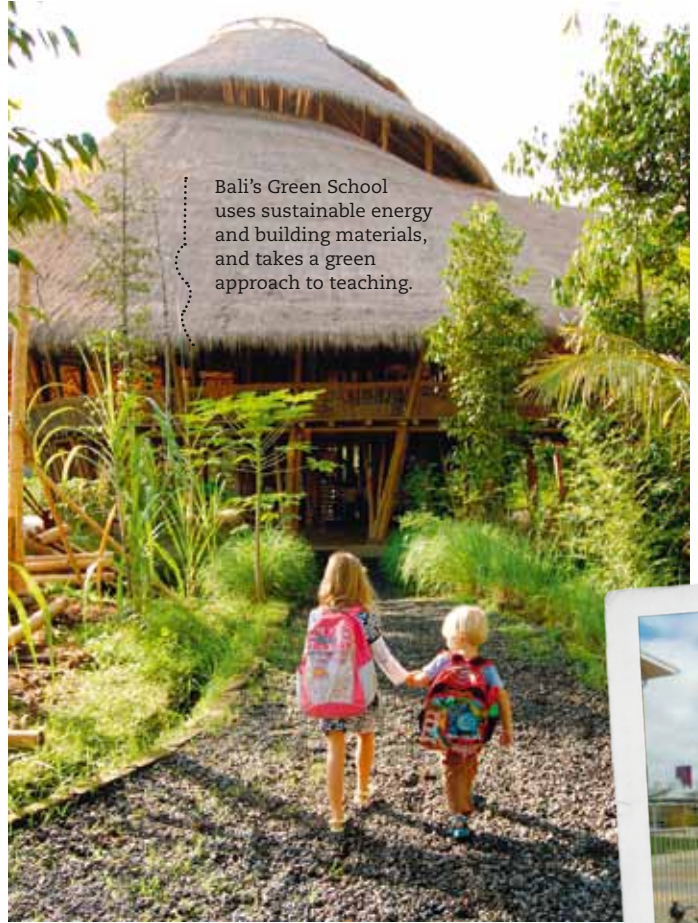 Bali’s Green School
uses sustainable energy
and building materials,
and takes a green
approach to teaching.